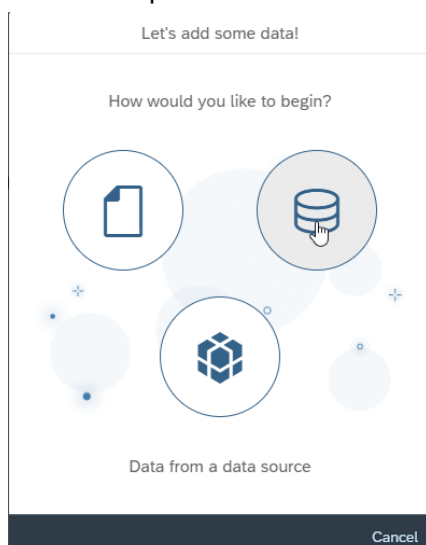 Let's add some data!
How would you like to begin?
Data from a data source
Cancel